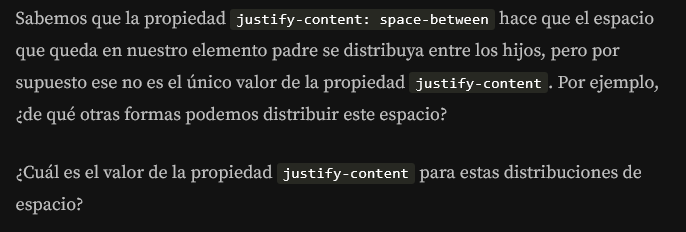 Sabemos que la propiedad justify-content: space-between hace que el espacio
que queda en nuestro elemento padre se distribuya entre los hijos, pero por
supuesto ese no es el único valor de la propiedad justify-content. Por ejemplo,
¿de qué otras formas podemos distribuir este espacio?
¿Cuál es el valor de la propiedad justify-content para estas distribuciones de
espacio?